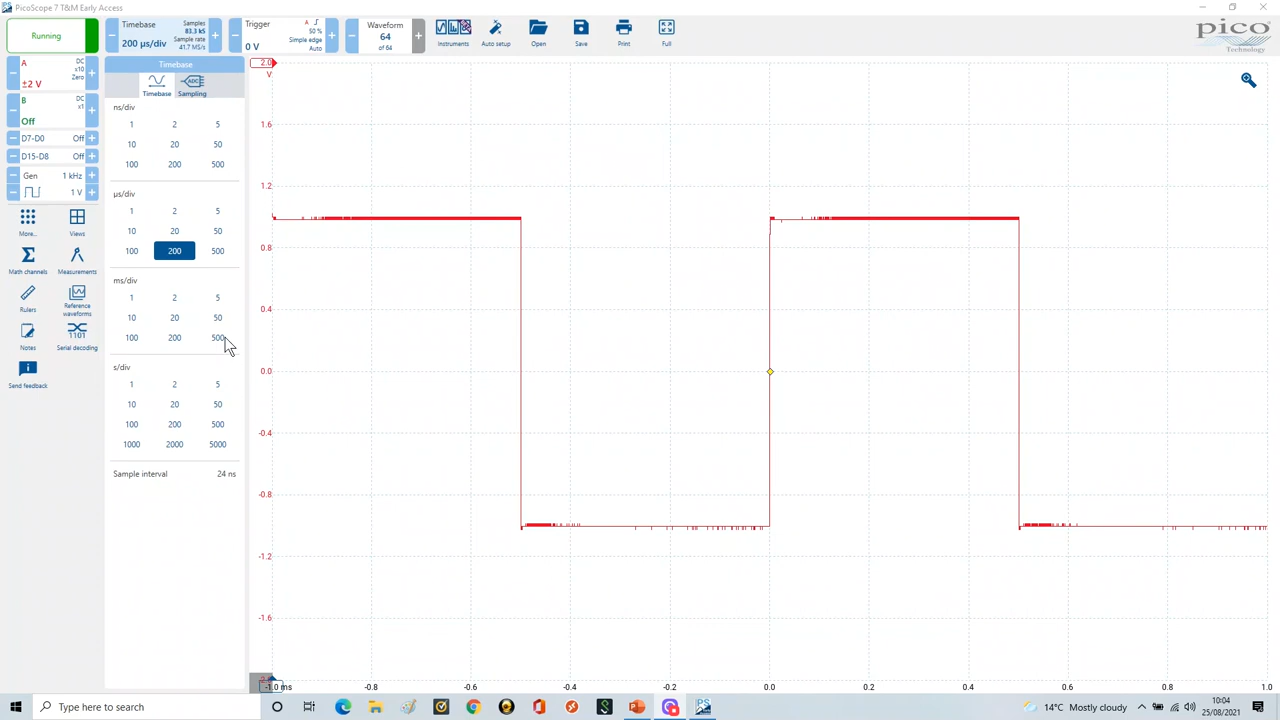 PicoScope 7 T&M Early Access
Running
Timebase
200 µs/div
Samples
83.3 kS
Sample rate
41.7 MS/s
Trigger
0 V
A
50 %
Simple edge
Auto
Waveform
64
of 64
Instruments
Auto setup
Open
Save
Print
Full
pico
Technology
A
DC
x10
Zero
±2 V
B
DC
x1
Off
D7-D0 Off
D15-D8 Off
Gen 1 kHz
1 V
More...
Views
Math channels
Measurements
Rulers
Reference
waveforms
Notes
Serial decoding
Send feedback
Timebase
Timebase
Sampling
ns/div
1 2 5
10 20 50
100 200 500
µs/div
1 2 5
10 20 50
100 200 500
ms/div
1 2 5
10 20 50
100 200 500
s/div
1 2 5
10 20 50
100 200 500
1000 2000 5000
Sample interval 24 ns
2.0
V
1.6
1.2
0.8
0.4
0.0
-0.4
-0.8
-1.2
-1.6
-1.0 ms -0.8 -0.6 -0.4 -0.2 0.0 0.2 0.4 0.6 0.8 1.0
Type here to search
14°C Mostly cloudy
10:04
25/08/2021